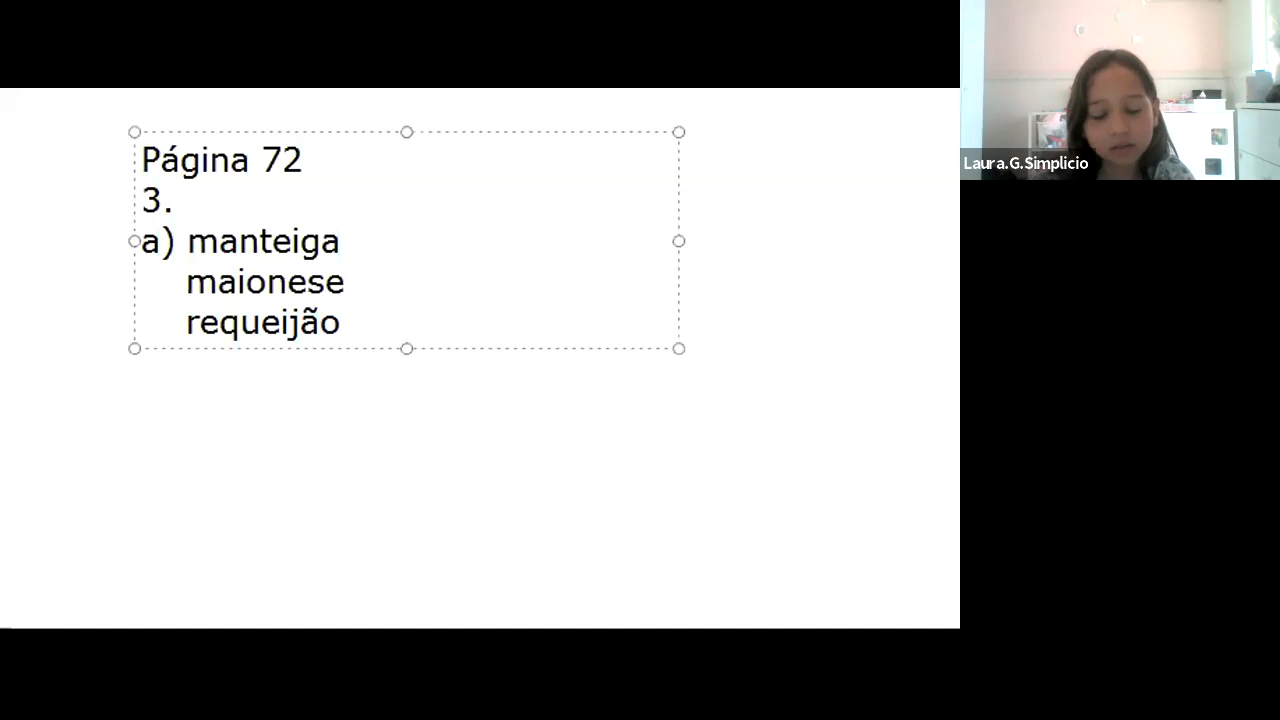 Página 72
3.
a) manteiga
maionese
requeijão
Laura.G.Simplicio